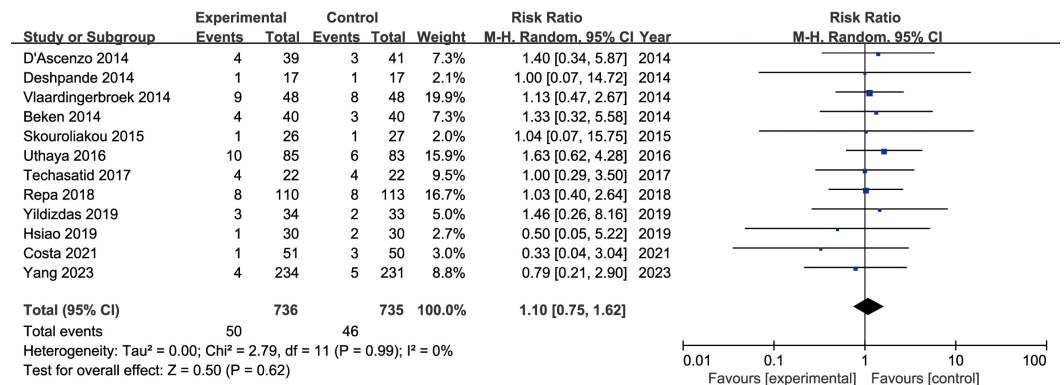 Experimental Control Risk Ratio Risk Ratio
Study or Subgroup Events Total Events Total Weight M-H, Random, 95% CI Year M-H, Random, 95% CI
D'Ascenzo 2014 4 39 3 41 7.3% 1.40 [0.34, 5.87] 2014
Deshpande 2014 1 17 1 17 2.1% 1.00 [0.07, 14.72] 2014
Vlaardingerbroek 2014 9 48 8 48 19.9% 1.13 [0.47, 2.67] 2014
Beken 2014 4 40 3 40 7.3% 1.33 [0.32, 5.58] 2014
Skouroliakou 2015 1 26 1 27 2.0% 1.04 [0.07, 15.75] 2015
Uthaya 2016 10 85 6 83 15.9% 1.63 [0.62, 4.28] 2016
Techasatid 2017 4 22 4 22 9.5% 1.00 [0.29, 3.50] 2017
Repa 2018 8 110 8 113 16.7% 1.03 [0.40, 2.64] 2018
Yildizdas 2019 3 34 2 33 5.0% 1.46 [0.26, 8.16] 2019
Hsiao 2019 1 30 2 30 2.7% 0.50 [0.05, 5.22] 2019
Costa 2021 1 51 3 50 3.0% 0.33 [0.04, 3.04] 2021
Yang 2023 4 234 5 231 8.8% 0.79 [0.21, 2.90] 2023
Total (95% CI) 736 735 100.0% 1.10 [0.75, 1.62]
Total events 50 46
Heterogeneity: Tau² = 0.00; Chi² = 2.79, df = 11 (P = 0.99); I² = 0%
Test for overall effect: Z = 0.50 (P = 0.62)
0.01 0.1 1 10 100
Favours [experimental] Favours [control]